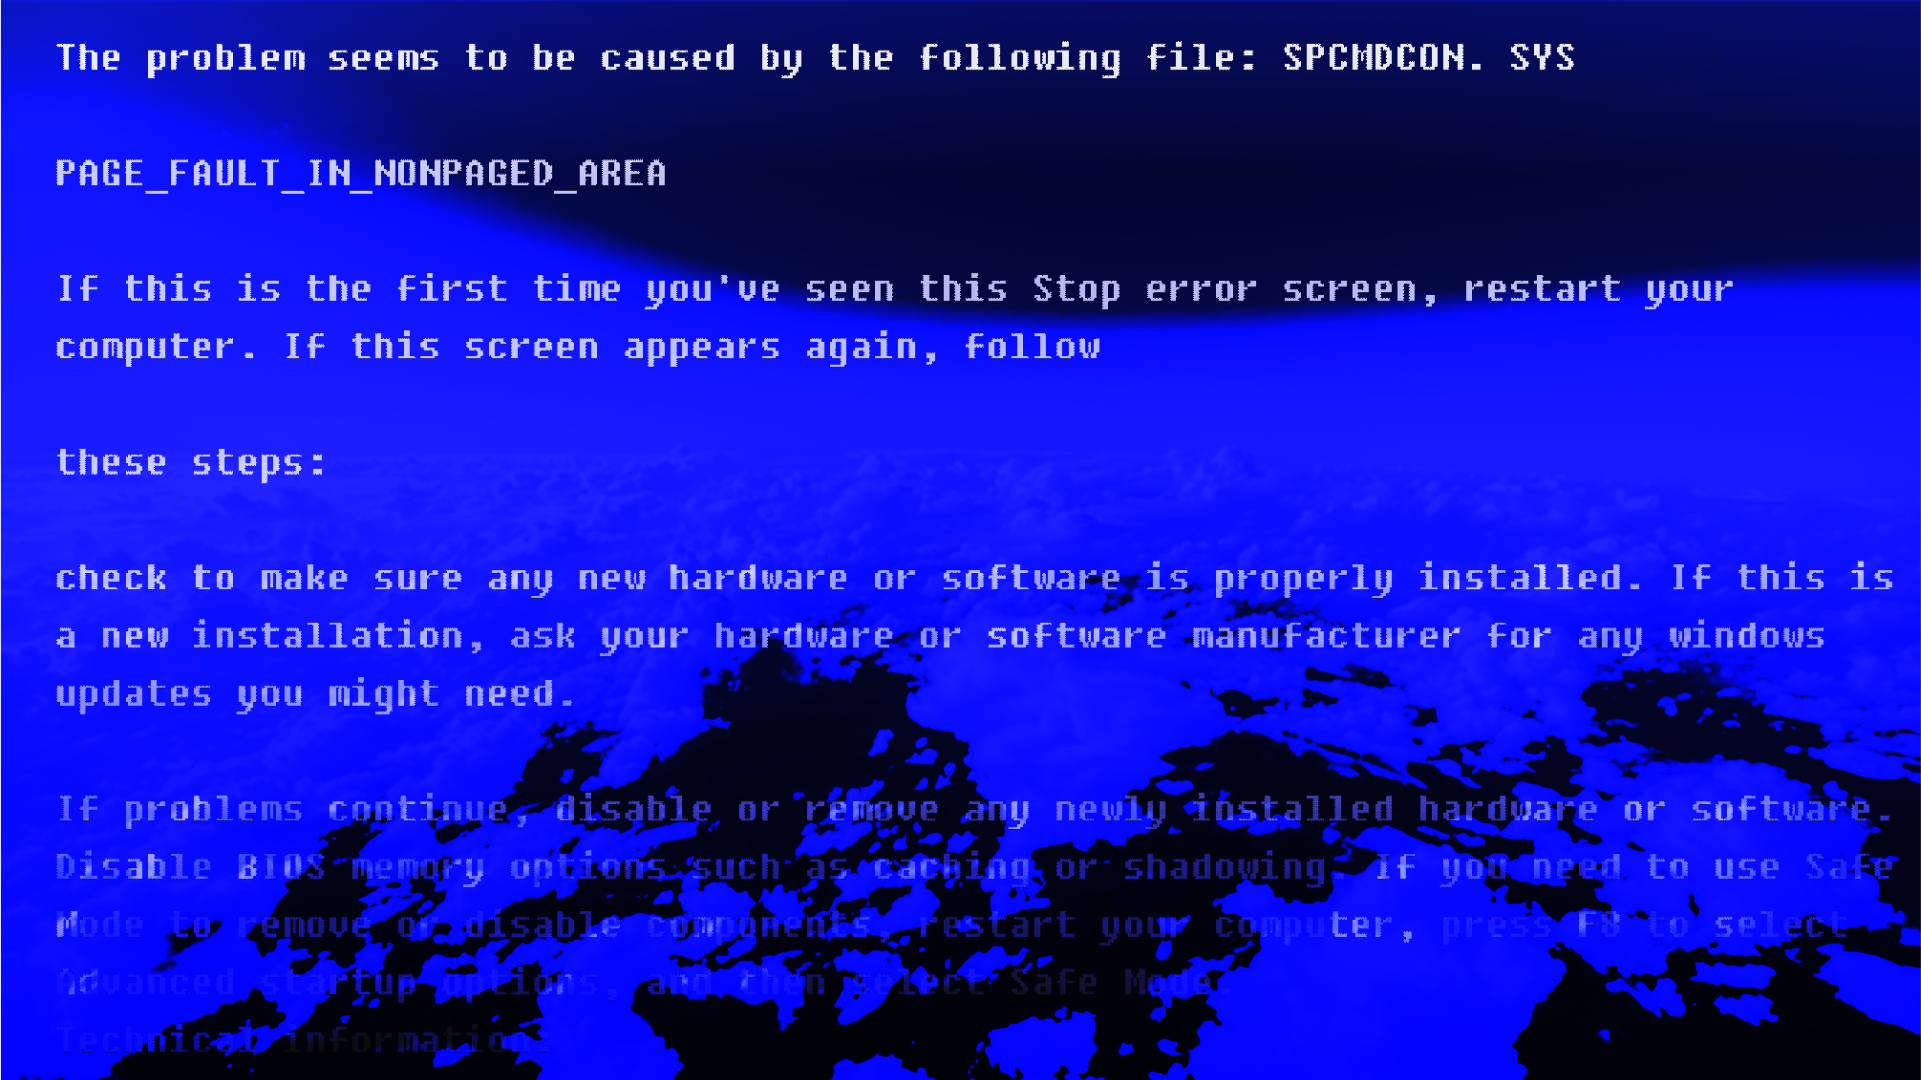 The problem seems to be caused by the following file: SPCMDCON. SYS
PAGE_FAULT_IN_NONPAGED_AREA
If this is the first time you've seen this Stop error screen, restart your
computer. If this screen appears again, follow
these steps:
check to make sure any new hardware or software is properly installed. If this is
a new installation, ask your hardware or software manufacturer for any windows
updates you might need.
If problems continue, disable or remove any newly installed hardware or software.
Disable BIOS memory options such as caching or shadowing. If you need to use Safe
Mode to remove or disable components, restart your computer, press F8 to select
Advanced startup options, and then select Safe Mode.
Technical information: